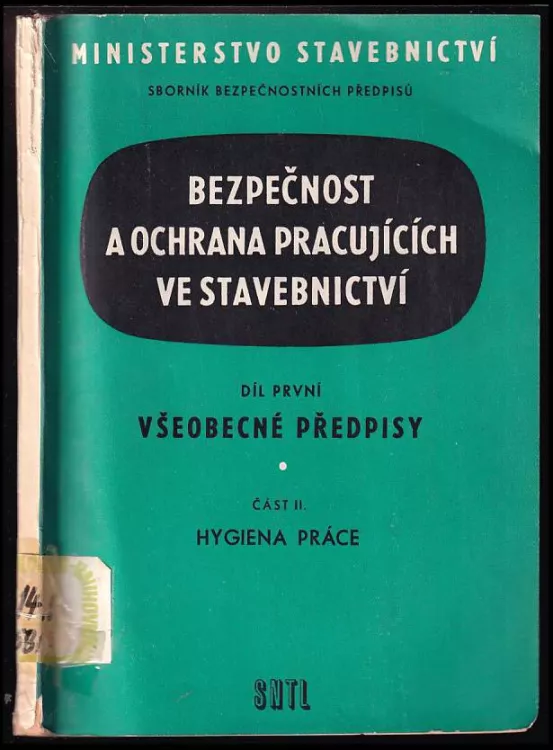 MINISTERSTVO STAVEBNICTVÍ
SBORNÍK BEZPEČNOSTNÍCH PŘEDPISŮ
BEZPEČNOST
A OCHRANA PRACUJÍCÍCH
VE STAVEBNICTVÍ
DÍL PRVNÍ
VŠEOBECNÉ PŘEDPISY
ČÁST II.
HYGIENA PRÁCE
SNTL